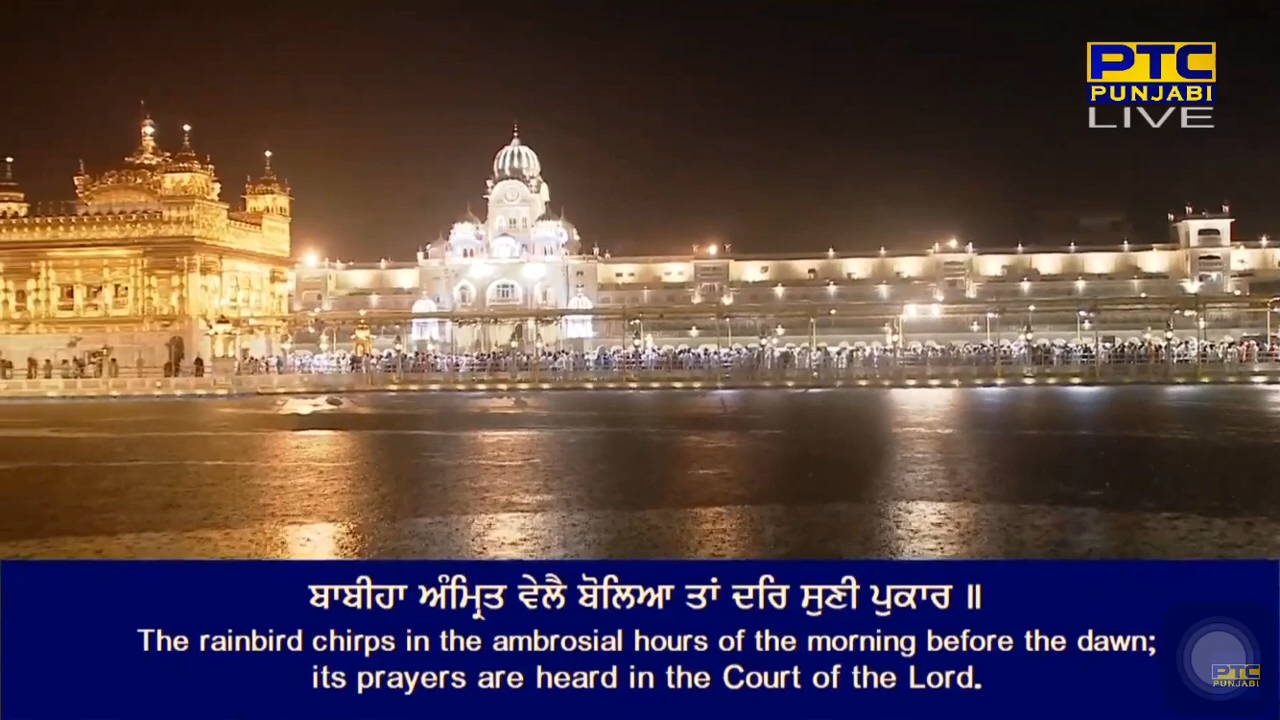 PTC
PUNJABI
LIVE
ਬਾਬੀਹਾ ਅੰਮ੍ਰਿਤ ਵੇਲੈ ਬੋਲਿਆ ਤਾਂ ਦਰਿ ਸੁਣੀ ਪੁਕਾਰ ॥
The rainbird chirps in the ambrosial hours of the morning before the dawn;
its prayers are heard in the Court of the Lord.
PTC
PUNJABI